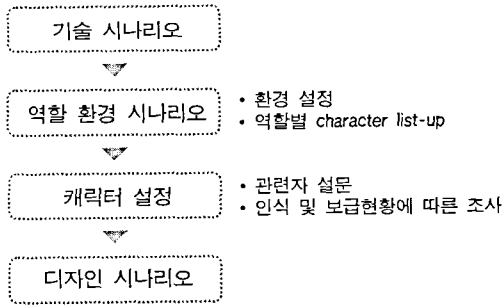 기술 시나리오
역할 환경 시나리오
• 환경 설정
• 역할별 character list-up
캐릭터 설정
• 관련자 설문
• 인식 및 보급현황에 따른 조사
디자인 시나리오